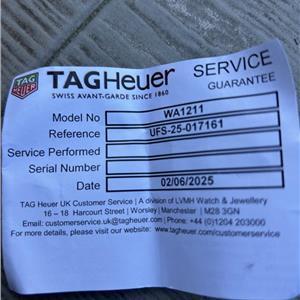 TAG
HEUER
TAGHeuer
SWISS AVANT-GARDE SINCE 1860
SERVICE
GUARANTEE
Model No WA1211
Reference UFS-25-017161
Service Performed
Serial Number
Date 02/06/2025
TAG Heuer UK Customer Service | A division of LVMH Watch & Jewellery
16 – 18 Harcourt Street | Worsley | Manchester | M28 3GN
Email: customerservice.uk@tagheuer.com | Phone: +44 (0)1204 203000
For more details, please visit our website: www.tagheuer.com/customerservice